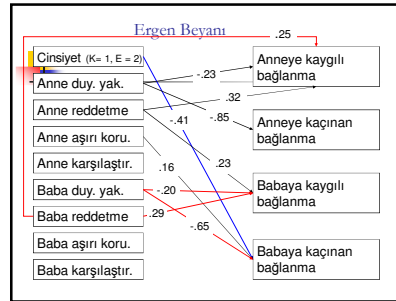 Ergen Beyanı
.25
Cinsiyet (K= 1, E = 2)
Anne duy. yak.
Anne reddetme
Anne aşırı koru.
Anne karşılaştır.
Baba duy. yak.
Baba reddetme
Baba aşırı koru.
Baba karşılaştır.
-.23
.32
-.41
-.85
.16
.23
-.20
.29
-.65
Anneye kaygılı
bağlanma
Anneye kaçınan
bağlanma
Babaya kaygılı
bağlanma
Babaya kaçınan
bağlanma